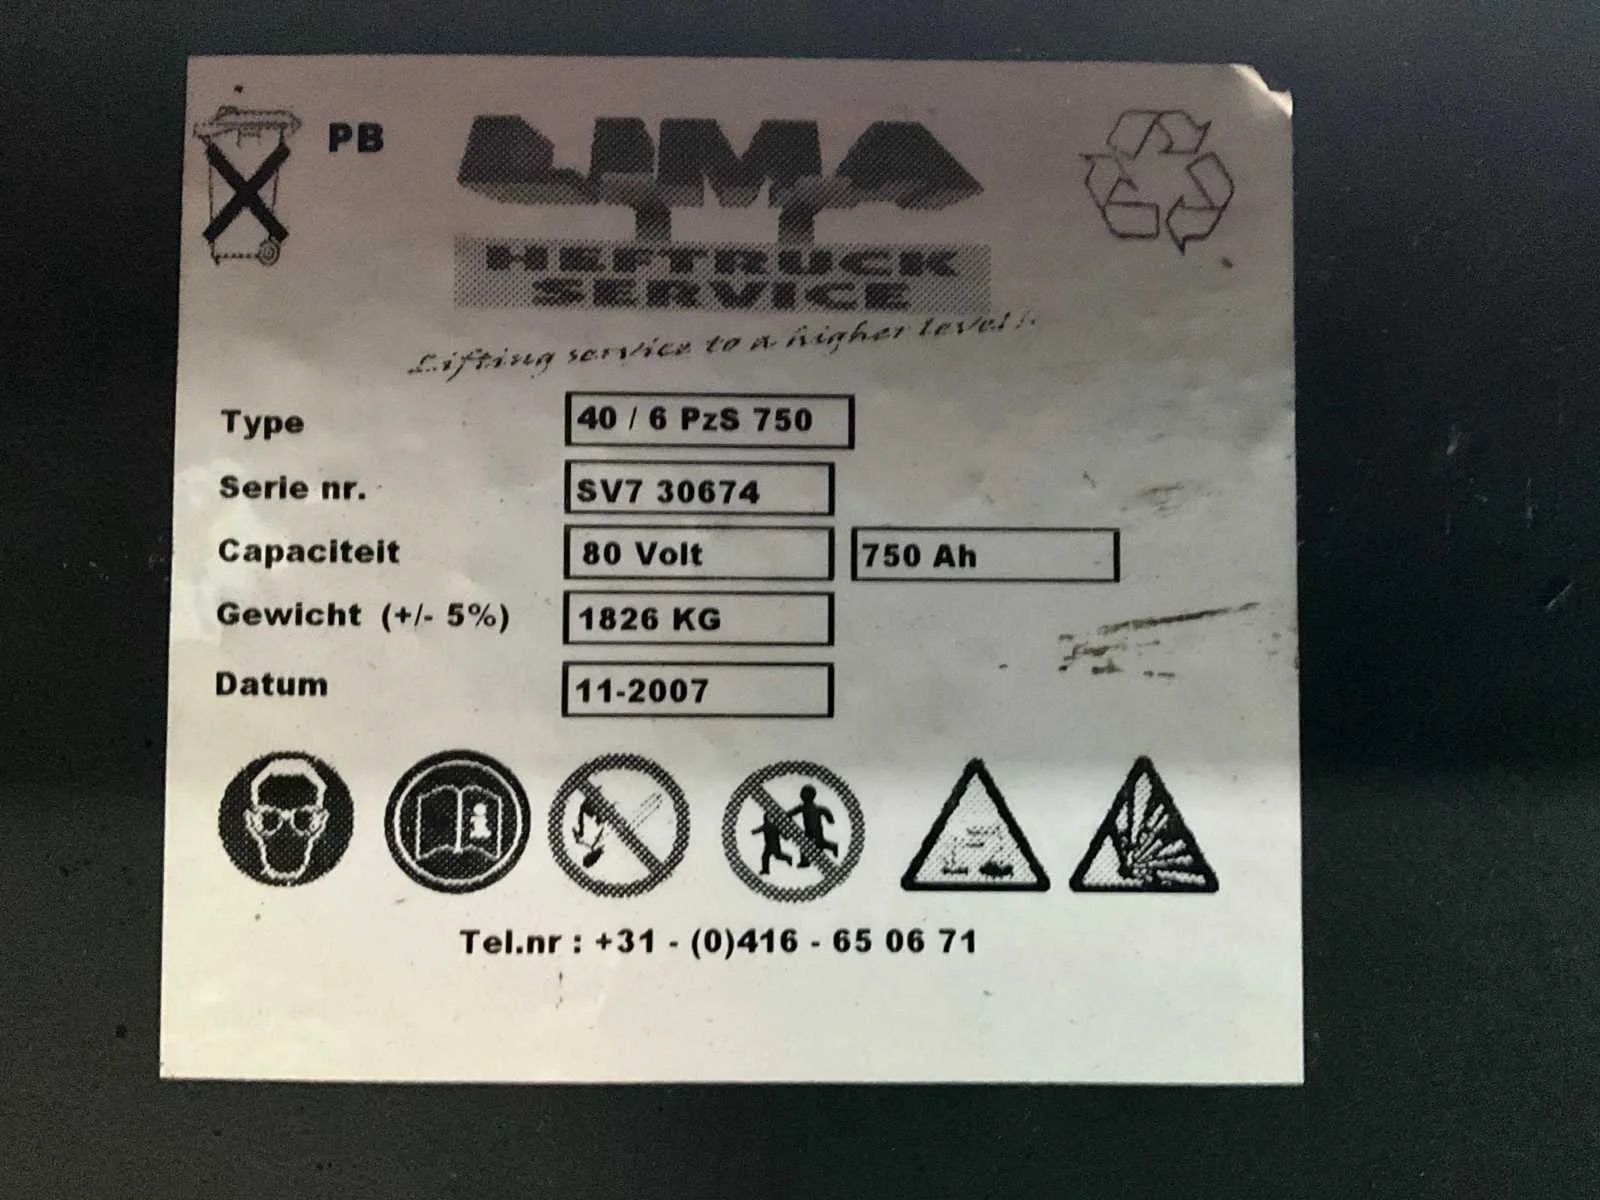 PB
LIMA
HEFTRUCK
SERVICE
Lifting service to a higher level!
Type 40 / 6 PzS 750
Serie nr. SV7 30674
Capaciteit 80 Volt 750 Ah
Gewicht (+/- 5%) 1826 KG
Datum 11-2007
Tel.nr : +31 - (0)416 - 65 06 71